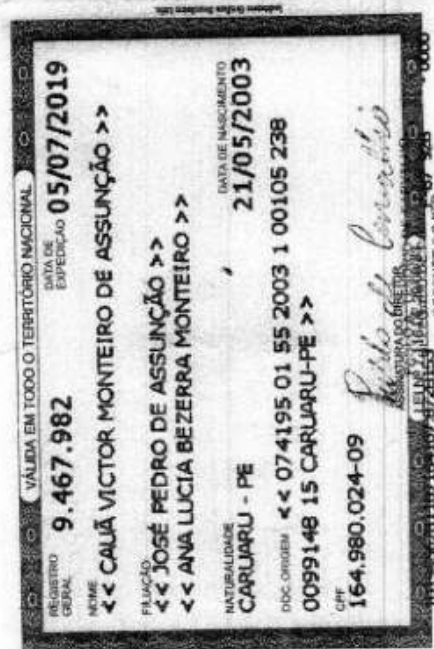 VÁLIDA EM TODO O TERRITÓRIO NACIONAL
REGISTRO GERAL 9.467.982 DATA DE EXPEDIÇÃO 05/07/2019
NOME
<< CAUÃ VICTOR MONTEIRO DE ASSUNÇÃO >>
FILIAÇÃO
<< JOSÉ PEDRO DE ASSUNÇÃO >>
<< ANA LUCIA BEZERRA MONTEIRO >>
NATURALIDADE DATA DE NASCIMENTO
CARUARU - PE 21/05/2003
DOC. ORIGEM << 074195 01 55 2003 1 00105 238
0099148 15 CARUARU-PE >>
CPF
164.980.024-09
ASSINATURA DO DIRETOR